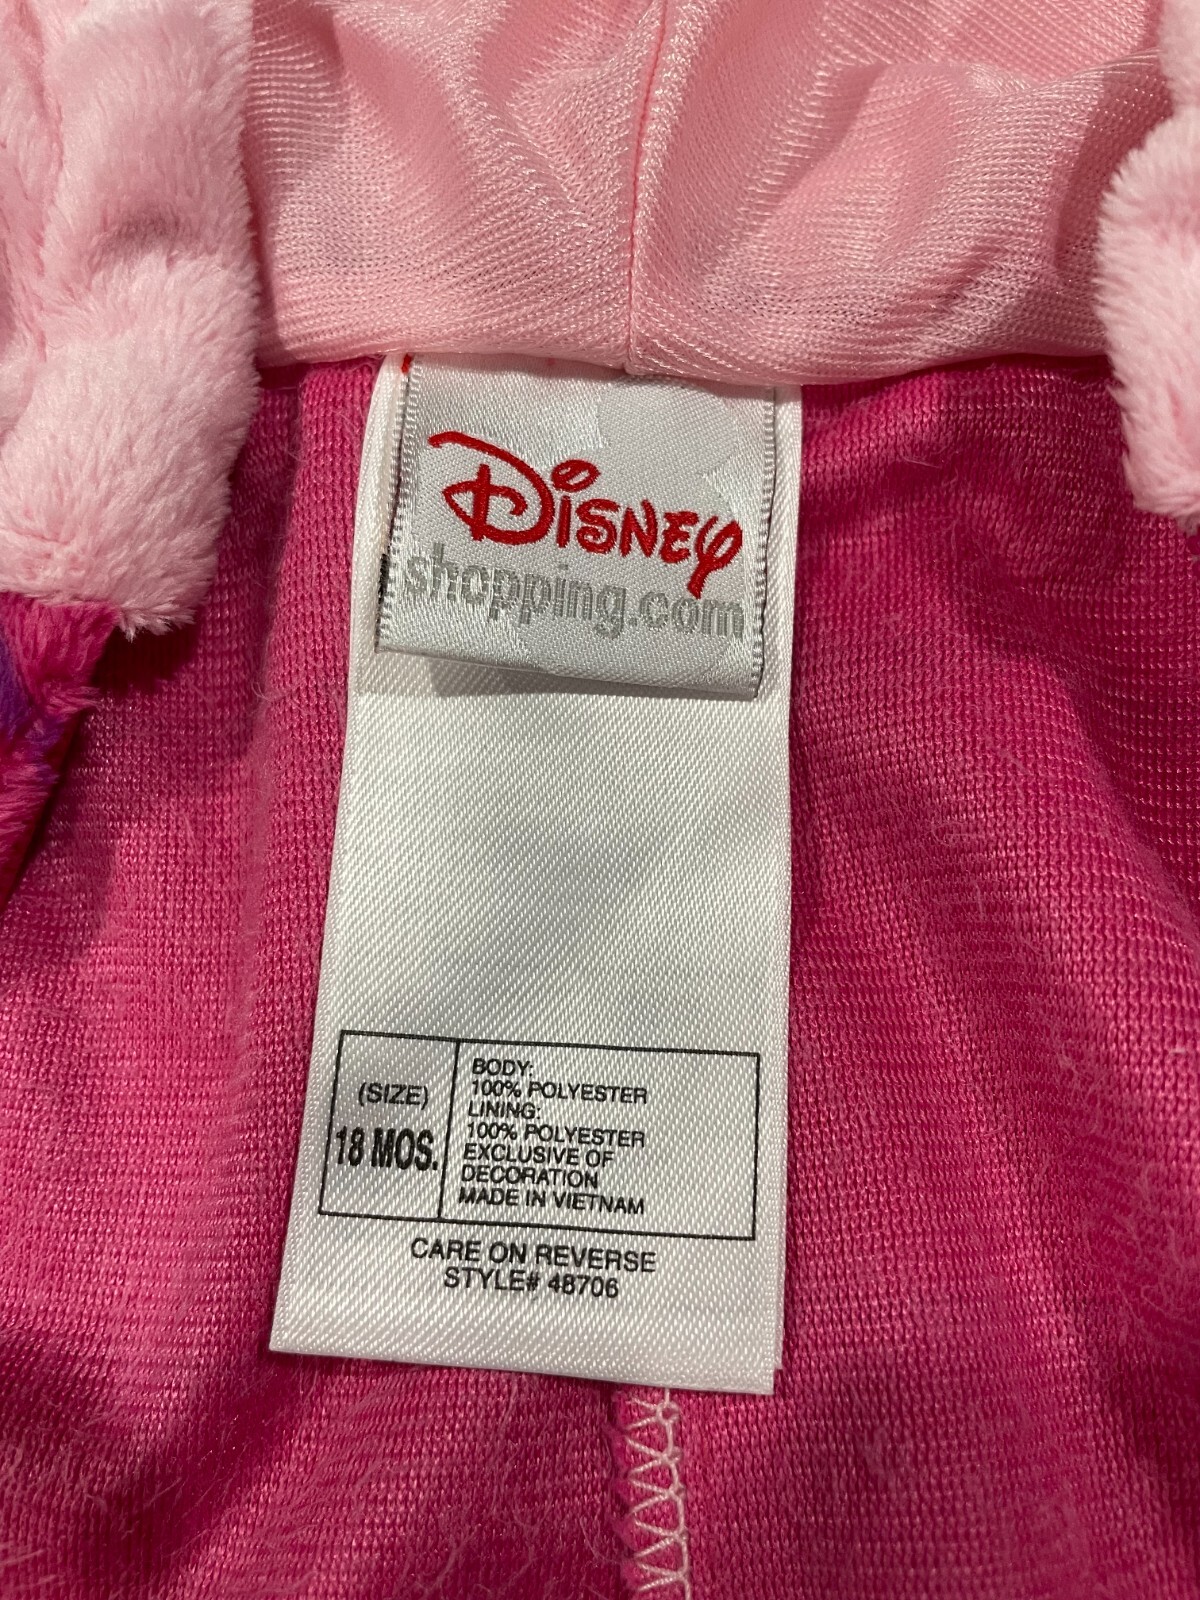 Disney
shopping.com
(SIZE)
18 MOS.
BODY:
100% POLYESTER
LINING:
100% POLYESTER
EXCLUSIVE OF
DECORATION
MADE IN VIETNAM
CARE ON REVERSE
STYLE# 48706